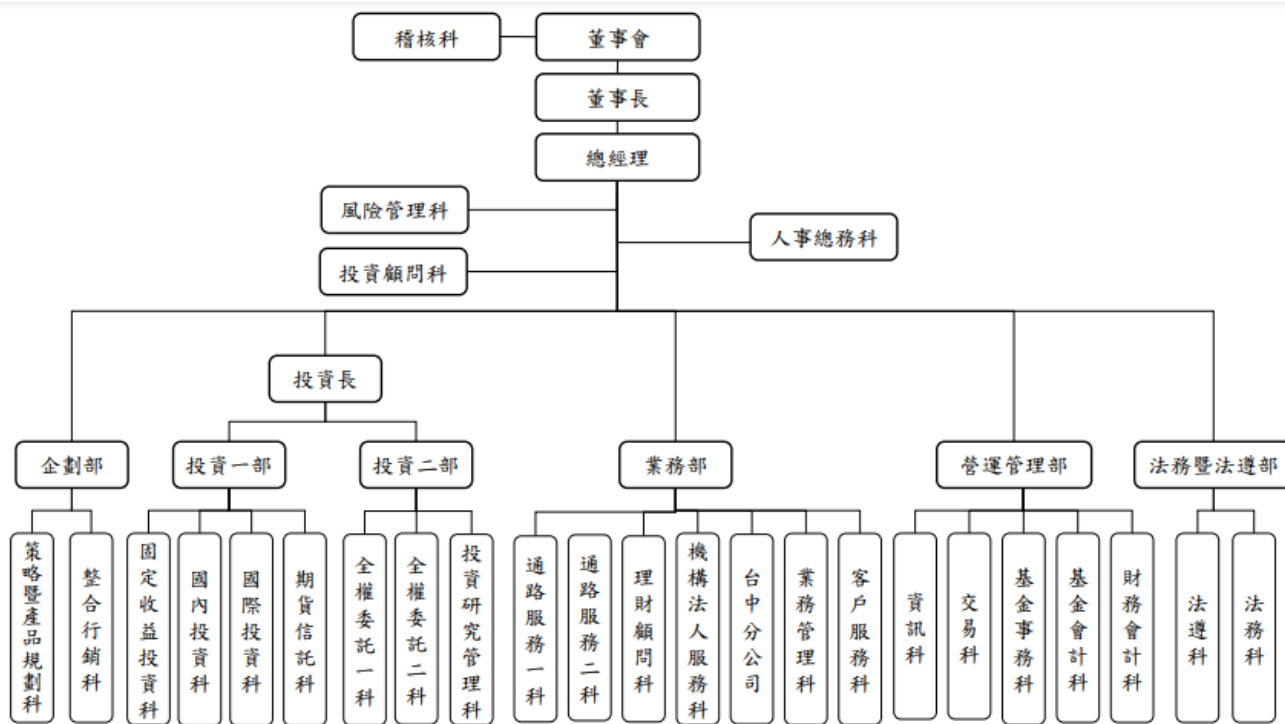 稽核科
董事會
董事長
總經理
風險管理科
人事總務科
投資顧問科
投資長
企劃部
投資一部
投資二部
業務部
營運管理部
法務暨法遵部
策略暨產品規劃科
整合行銷科
固定收益投資科
國內投資科
國際投資科
期貨信託科
全權委託一科
全權委託二科
投資研究管理科
通路服務一科
通路服務二科
理財顧問科
機構法人服務科
台中分公司
業務管理科
客戶服務科
資訊科
交易科
基金事務科
基金會計科
財務會計科
法遵科
法務科